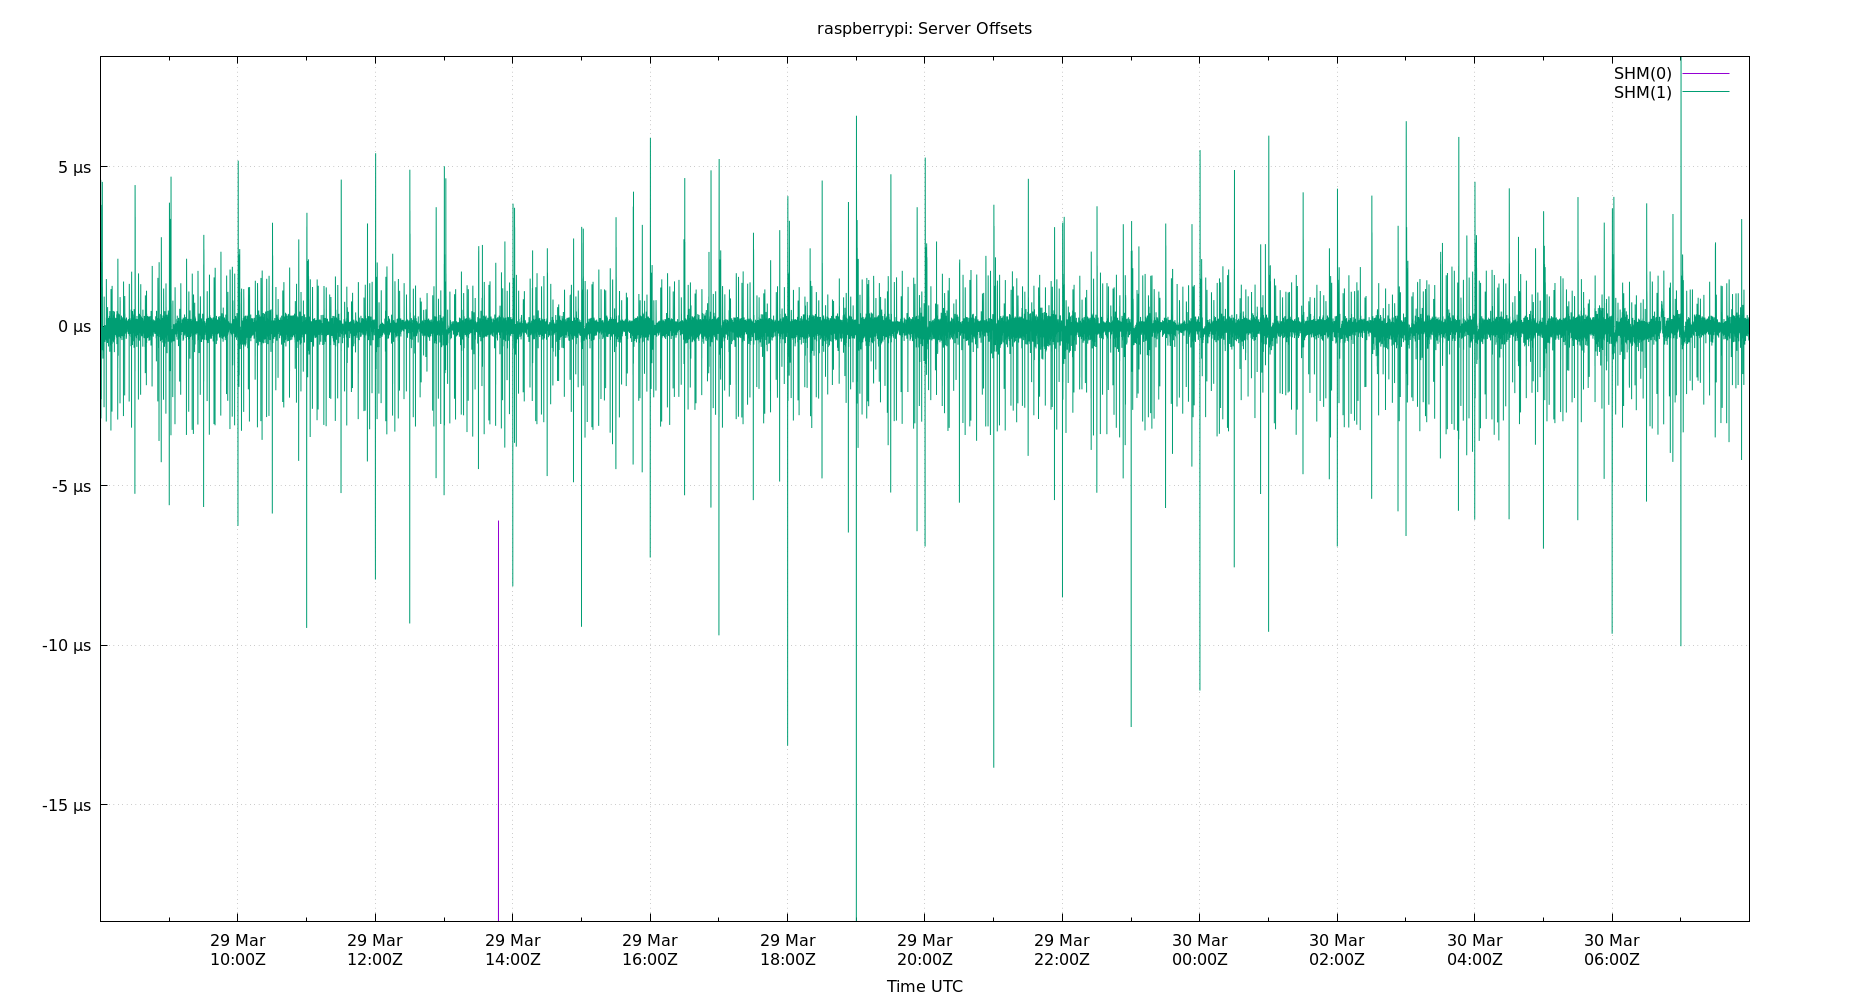 raspberrypi: Server Offsets
SHM(0)
SHM(1)
5 µs
0 µs
-5 µs
-10 µs
-15 µs
29 Mar 29 Mar 29 Mar 29 Mar 29 Mar 29 Mar 29 Mar 30 Mar 30 Mar 30 Mar 30 Mar
10:00Z 12:00Z 14:00Z 16:00Z 18:00Z 20:00Z 22:00Z 00:00Z 02:00Z 04:00Z 06:00Z
Time UTC